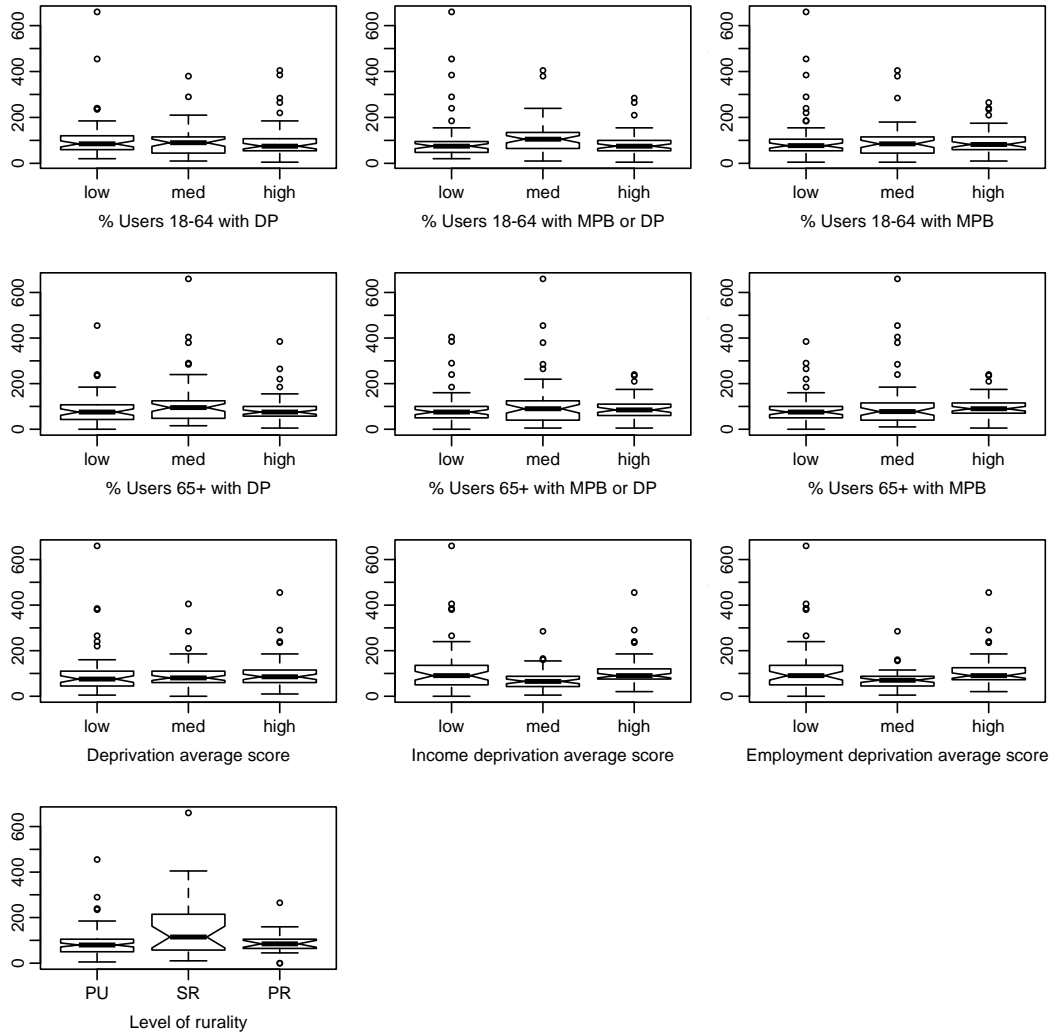 0 200 400 600
low med high
% Users 18-64 with DP
0 200 400 600
low med high
% Users 18-64 with MPB or DP
0 200 400 600
low med high
% Users 18-64 with MPB
0 200 400 600
low med high
% Users 65+ with DP
0 200 400 600
low med high
% Users 65+ with MPB or DP
0 200 400 600
low med high
% Users 65+ with MPB
0 200 400 600
low med high
Deprivation average score
0 200 400 600
low med high
Income deprivation average score
0 200 400 600
low med high
Employment deprivation average score
0 200 400 600
PU SR PR
Level of rurality